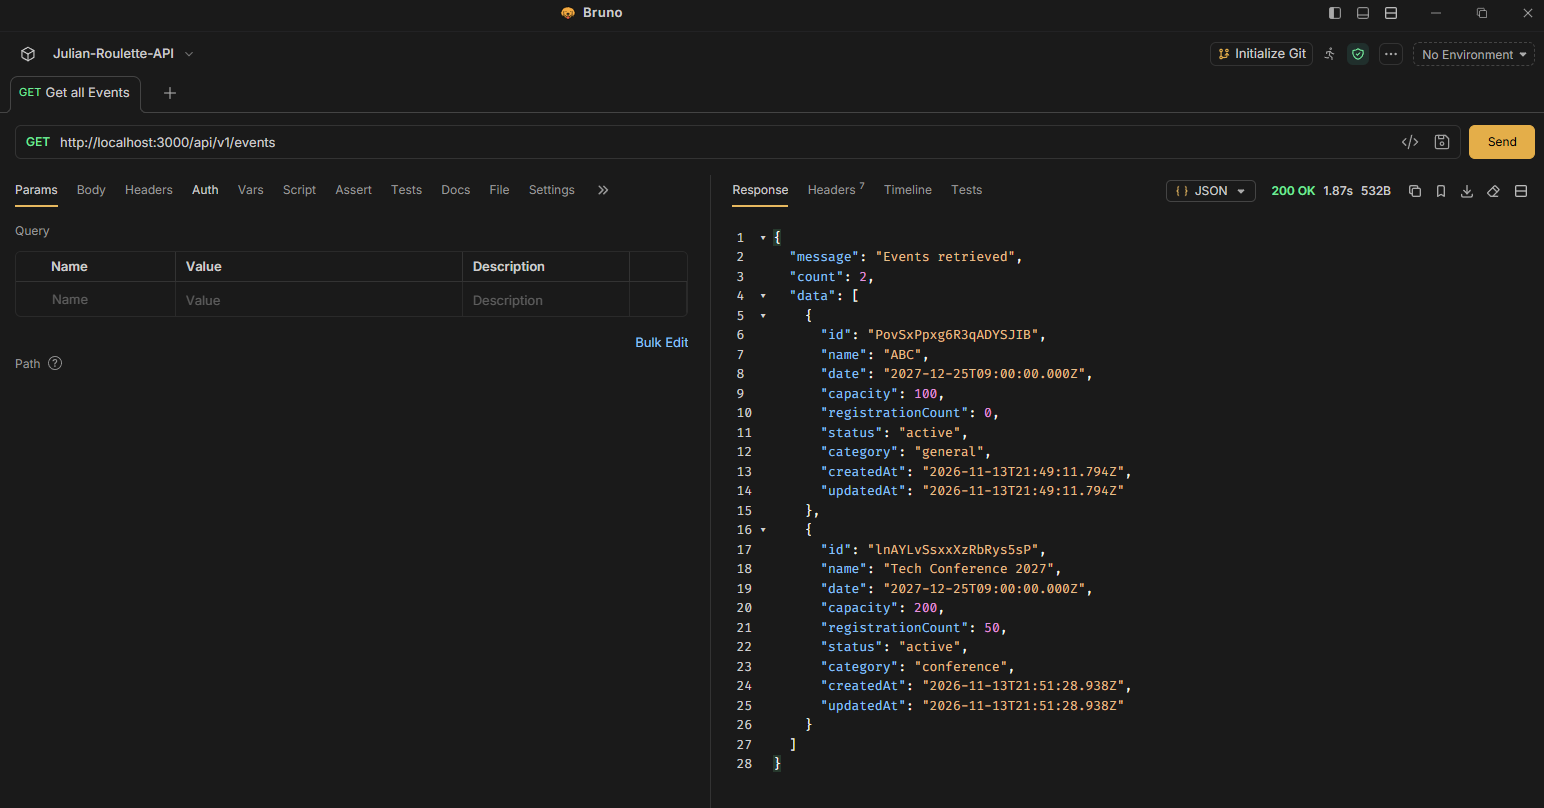 Bruno
Julian-Roulette-API
Initialize Git
No Environment
GET Get all Events
GET http://localhost:3000/api/v1/events
Send
Params Body Headers Auth Vars Script Assert Tests Docs File Settings
Query
Name Value Description
Name Value Description
Bulk Edit
Path ?
Response Headers 7 Timeline Tests
{ } JSON 200 OK 1.87s 532B
1 {
2 "message": "Events retrieved",
3 "count": 2,
4 "data": [
5 {
6 "id": "PovSxPpxg6R3qADYSJIB",
7 "name": "ABC",
8 "date": "2027-12-25T09:00:00.000Z",
9 "capacity": 100,
10 "registrationCount": 0,
11 "status": "active",
12 "category": "general",
13 "createdAt": "2026-11-13T21:49:11.794Z",
14 "updatedAt": "2026-11-13T21:49:11.794Z"
15 },
16 {
17 "id": "lnAYLvSsxxXzRbRys5sP",
18 "name": "Tech Conference 2027",
19 "date": "2027-12-25T09:00:00.000Z",
20 "capacity": 200,
21 "registrationCount": 50,
22 "status": "active",
23 "category": "conference",
24 "createdAt": "2026-11-13T21:51:28.938Z",
25 "updatedAt": "2026-11-13T21:51:28.938Z"
26 }
27 ]
28 }